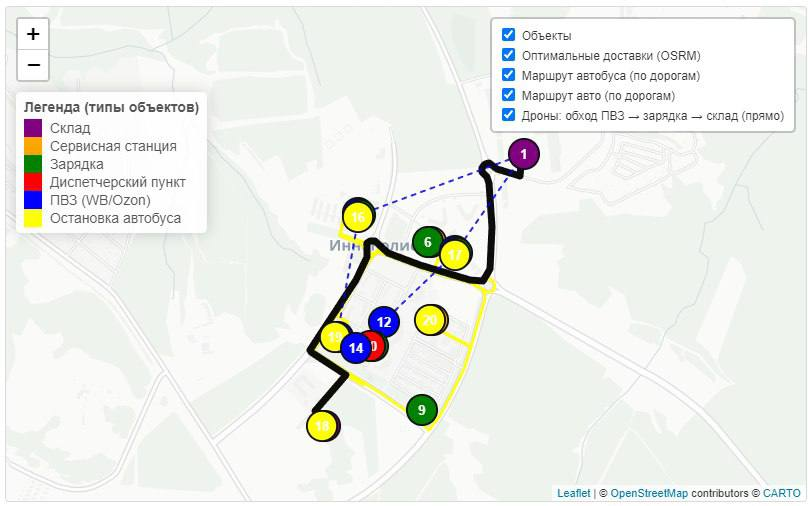 +
−
Объекты
Оптимальные доставки (OSRM)
Маршрут автобуса (по дорогам)
Маршрут авто (по дорогам)
Дроны: обход ПВЗ → зарядка → склад (прямо)
Легенда (типы объектов)
Склад
Сервисная станция
Зарядка
Диспетчерский пункт
ПВЗ (WB/Ozon)
Остановка автобуса
1
16
6
17
12
20
14
9
18
Leaflet | © OpenStreetMap contributors © CARTO